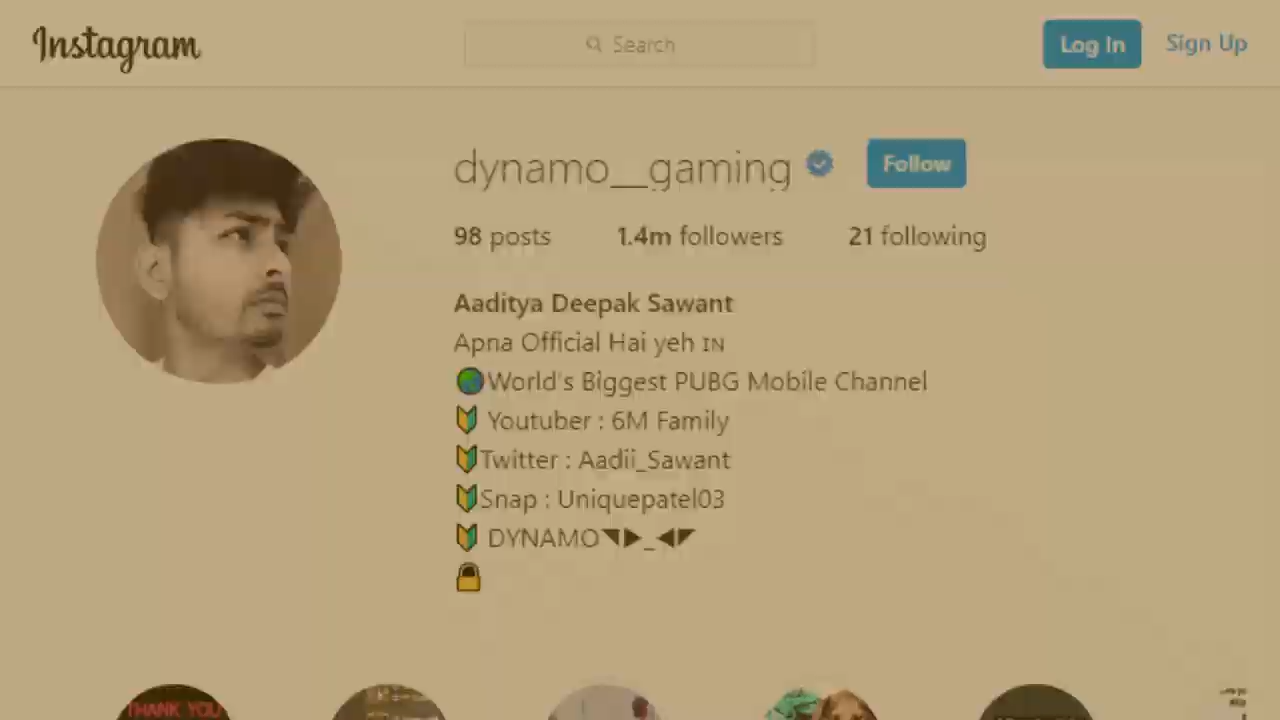 Instagram
Search
Log In
Sign Up
dynamo__gaming
Follow
98 posts 1.4m followers 21 following
Aaditya Deepak Sawant
Apna Official Hai yeh IN
🌍World's Biggest PUBG Mobile Channel
🔰 Youtuber : 6M Family
🔰Twitter : Aadii_Sawant
🔰Snap : Uniquepatel03
🔰 DYNAMO◥▶_◀◤
🔒
THANK YOU